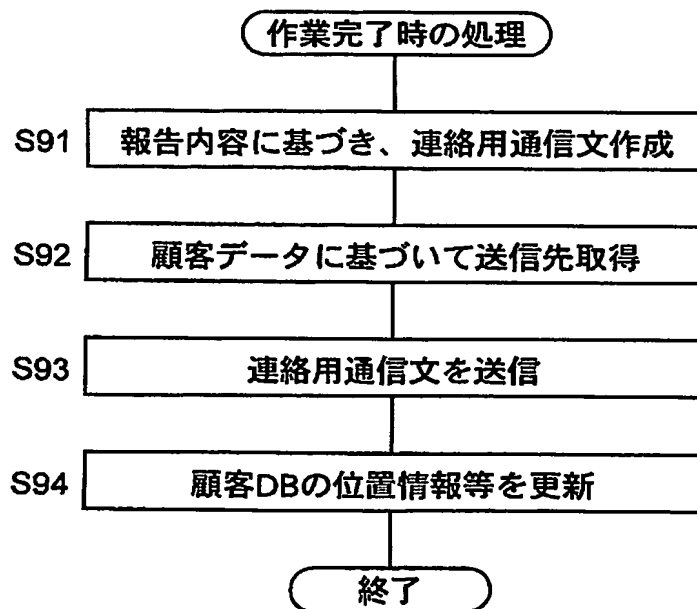 作業完了時の処理
S91 報告内容に基づき、連絡用通信文作成
S92 顧客データに基づいて送信先取得
S93 連絡用通信文を送信
S94 顧客DBの位置情報等を更新
終了